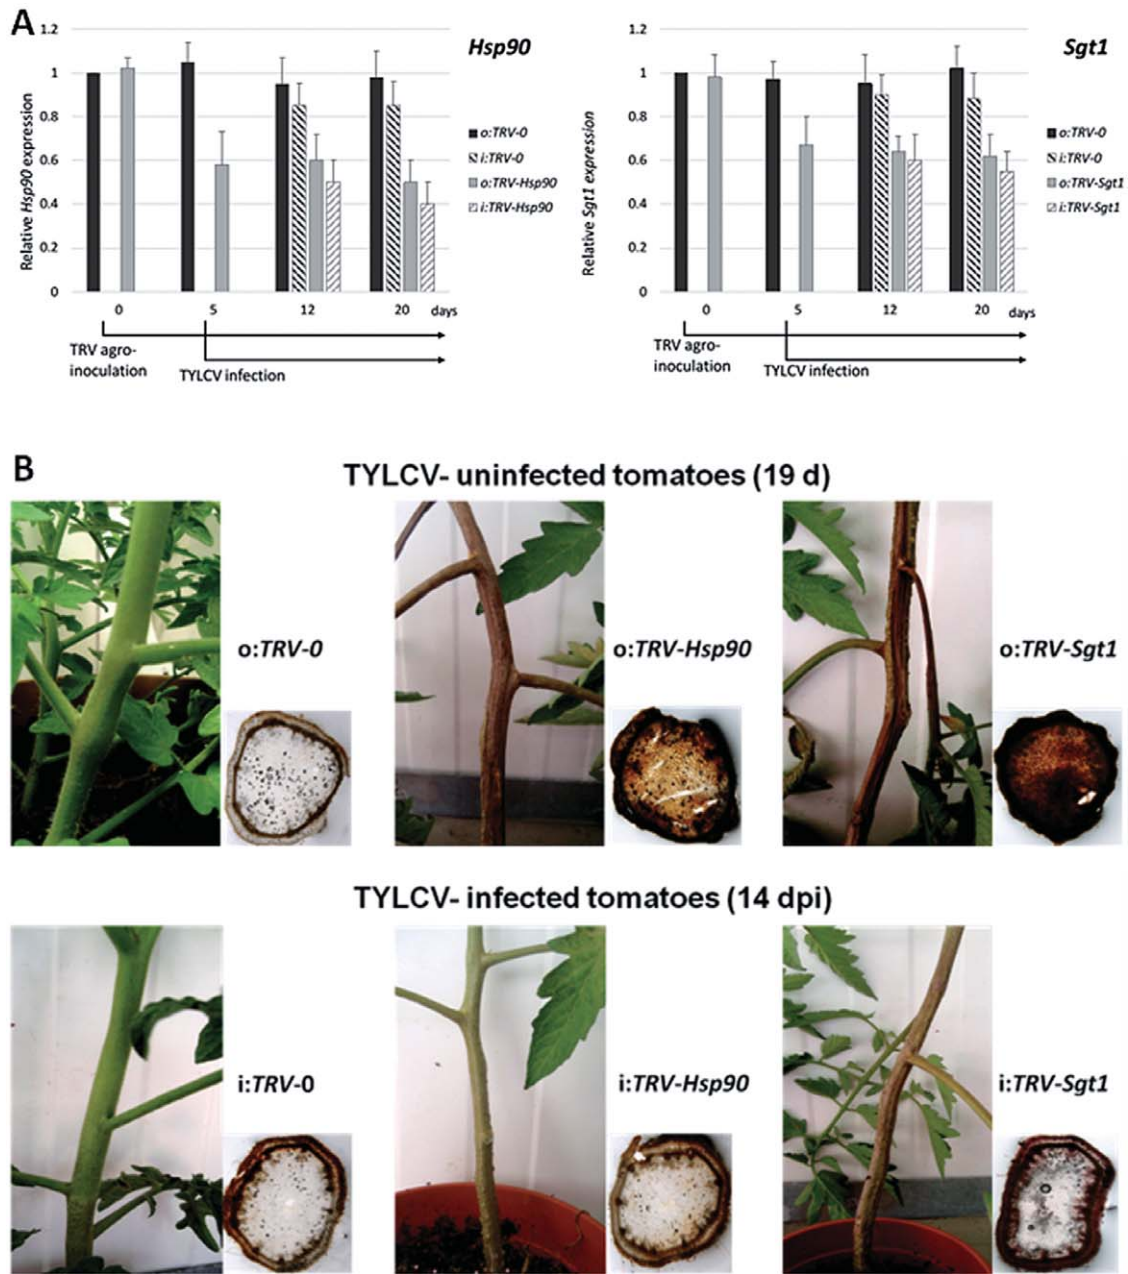 A
Hsp90
Relative Hsp90 expression
1.2
1
0.8
0.6
0.4
0.2
0
0 5 12 20 days
o:TRV-0
i:TRV-0
o:TRV-Hsp90
i:TRV-Hsp90
TRV agro-
inoculation
TYLCV infection
Sgt1
Relative Sgt1 expression
1.2
1
0.8
0.6
0.4
0.2
0
0 5 12 20 days
o:TRV-0
i:TRV-0
o:TRV-Sgt1
i:TRV-Sgt1
TRV agro-
inoculation
TYLCV infection
B
TYLCV- uninfected tomatoes (19 d)
o:TRV-0
o:TRV-Hsp90
o:TRV-Sgt1
TYLCV- infected tomatoes (14 dpi)
i:TRV-0
i:TRV-Hsp90
i:TRV-Sgt1